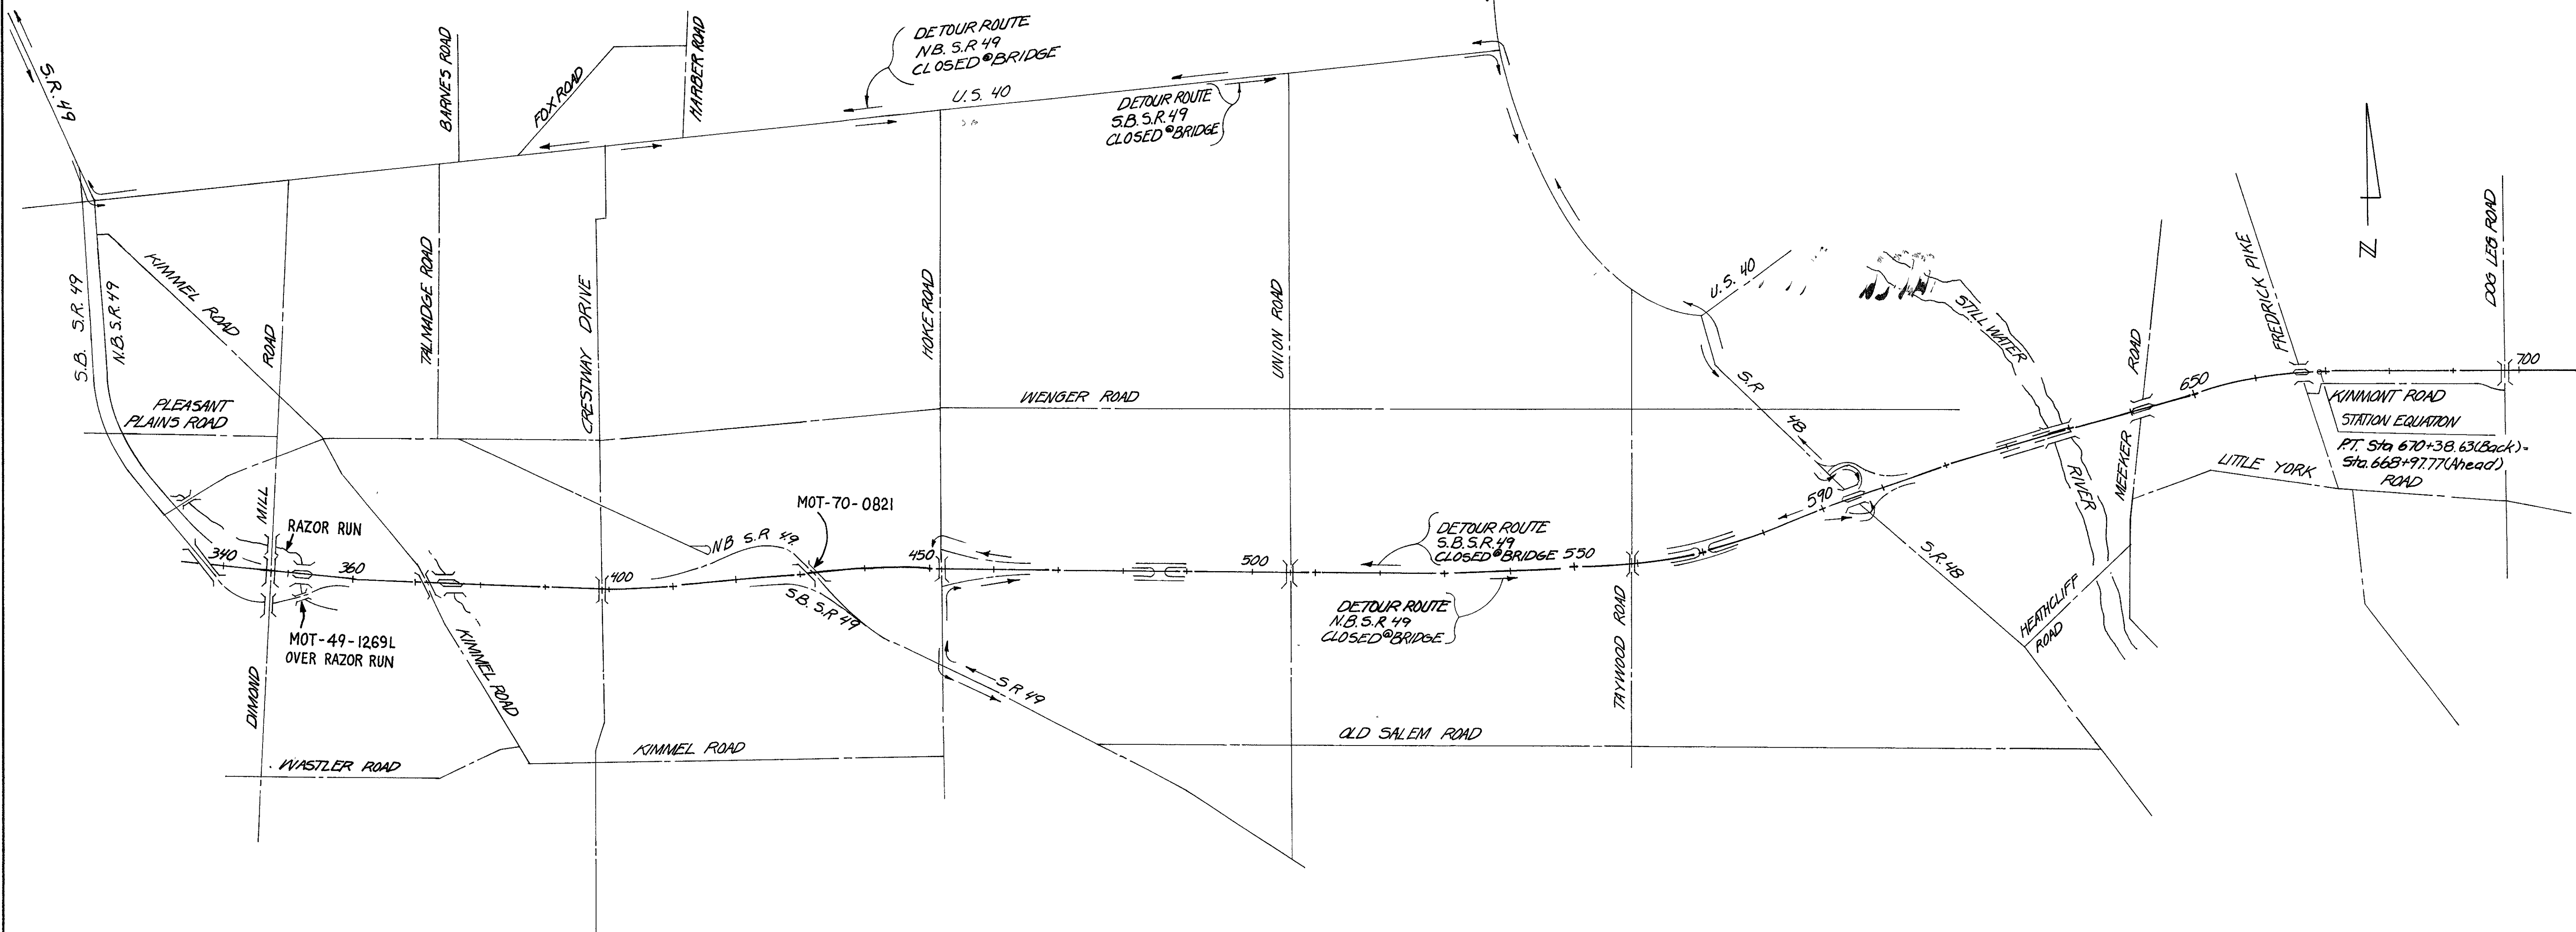 S.R. 49
BARNES ROAD
FOX ROAD
HARBER ROAD
DETOUR ROUTE
N.B. S.R 49
CLOSED @ BRIDGE
U.S. 40
DETOUR ROUTE
S.B. S.R. 49
CLOSED @ BRIDGE
S.B. S.R. 49
N.B. S.R. 49
KIMMEL ROAD
DIMOND MILL ROAD
TALMADGE ROAD
CRESTWAY DRIVE
HOKE ROAD
UNION ROAD
U.S. 40
STILL WATER RIVER
MEEKER ROAD
FREDRICK PIKE
DOG LEG ROAD
N
PLEASANT
PLAINS ROAD
WENGER ROAD
S.R 48
650
700
KINMONT ROAD
STATION EQUATION
P.T. Sta 670+38.63(Back)=
Sta. 668+97.77(Ahead)
LITTLE YORK ROAD
RAZOR RUN
MOT-70-0821
340
360
400
NB S.R 49
S.B. S.R 49
450
500
DETOUR ROUTE
S.B. S.R. 49
CLOSED @ BRIDGE
550
590
DETOUR ROUTE
N.B. S.R 49
CLOSED @ BRIDGE
TAYWOOD ROAD
S.R. 48
HEATHCLIFF
ROAD
MOT-49-1269L
OVER RAZOR RUN
KIMMEL ROAD
S R 49
WASTLER ROAD
KIMMEL ROAD
OLD SALEM ROAD